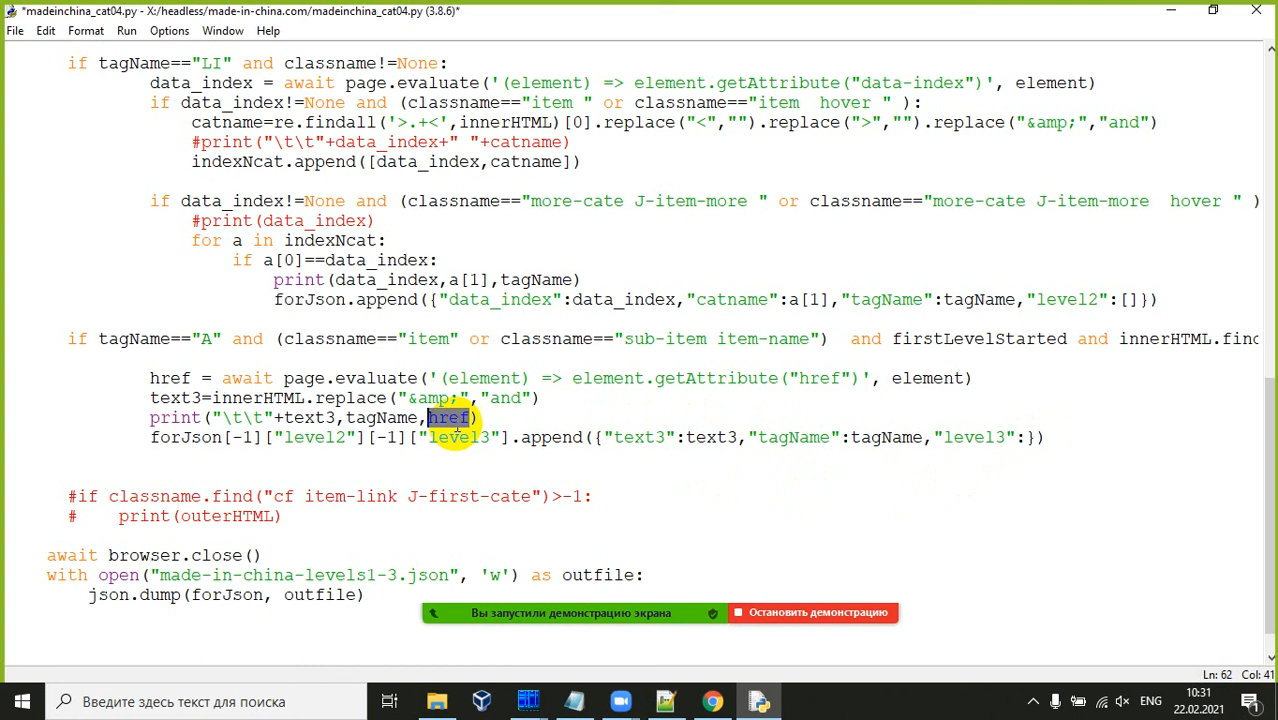 *madeinchina_cat04.py - X:/headless/made-in-china.com/madeinchina_cat04.py (3.8.6)*
File Edit Format Run Options Window Help
if tagName=="LI" and classname!=None:
data_index = await page.evaluate('(element) => element.getAttribute("data-index")', element)
if data_index!=None and (classname=="item " or classname=="item  hover " ):
catname=re.findall('>.+<',innerHTML)[0].replace("<","").replace(">","").replace("&amp;","and")
#print("\t\t"+data_index+" "+catname)
indexNcat.append([data_index,catname])
if data_index!=None and (classname=="more-cate J-item-more " or classname=="more-cate J-item-more  hover " )
#print(data_index)
for a in indexNcat:
if a[0]==data_index:
print(data_index,a[1],tagName)
forJson.append({"data_index":data_index,"catname":a[1],"tagName":tagName,"level2":[]})
if tagName=="A" and (classname=="item" or classname=="sub-item item-name")  and firstLevelStarted and innerHTML.find
href = await page.evaluate('(element) => element.getAttribute("href")', element)
text3=innerHTML.replace("&amp;","and")
print("\t\t"+text3,tagName,href)
forJson[-1]["level2"][-1]["level3"].append({"text3":text3,"tagName":tagName,"level3":})
#if classname.find("cf item-link J-first-cate")>-1:
#    print(outerHTML)
await browser.close()
with open("made-in-china-levels1-3.json", 'w') as outfile:
json.dump(forJson, outfile)
Вы запустили демонстрацию экрана Остановить демонстрацию
Ln: 62 Col: 41
Введите здесь текст для поиска
ENG
10:31
22.02.2021
1